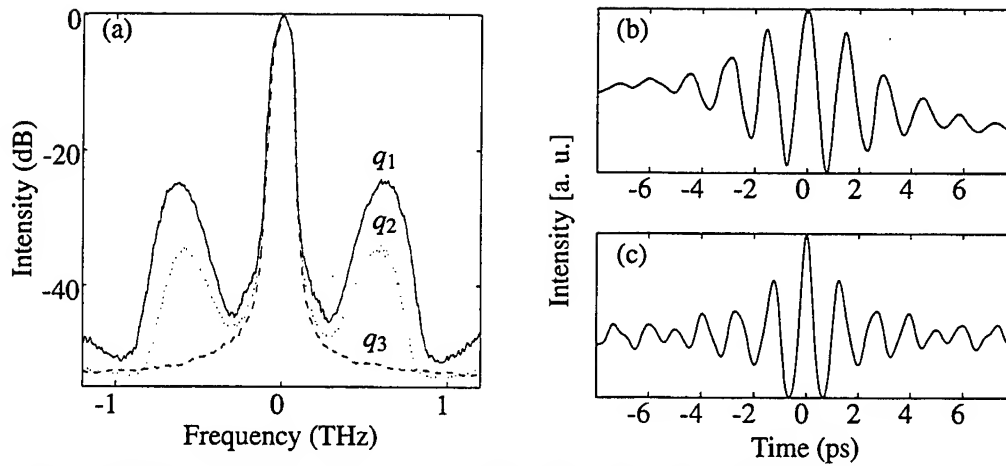 (a)
0
-20
-40
Intensity (dB)
q1
q2
q3
-1
0
1
Frequency (THz)
(b)
-6 -4 -2 0 2 4 6
Intensity [a. u.]
(c)
-6 -4 -2 0 2 4 6
Time (ps)